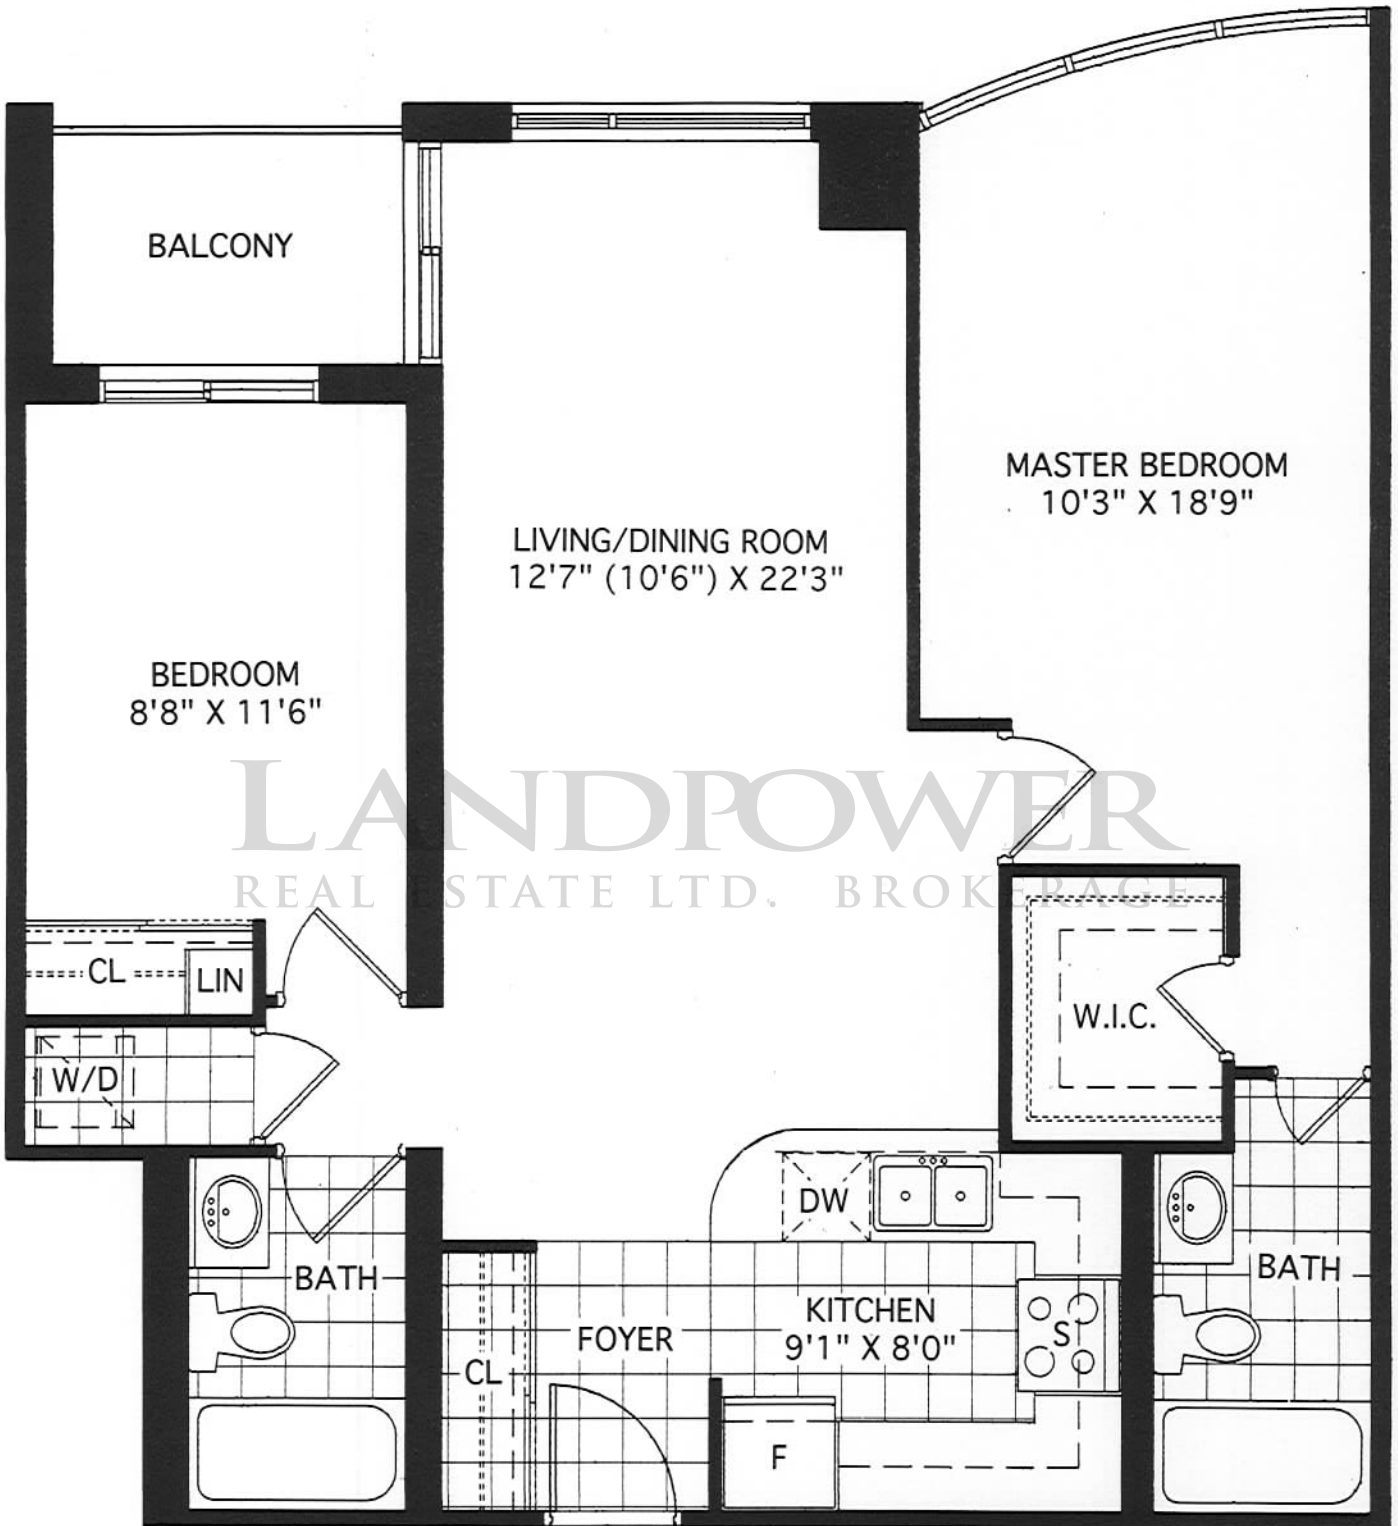 BALCONY
MASTER BEDROOM
10'3" X 18'9"
LIVING/DINING ROOM
12'7" (10'6") X 22'3"
BEDROOM
8'8" X 11'6"
LANDPOWER
REAL ESTATE LTD. BROKERAGE
CL
LIN
W.I.C.
W/D
DW
BATH
BATH
KITCHEN
9'1" X 8'0"
FOYER
S
CL
F